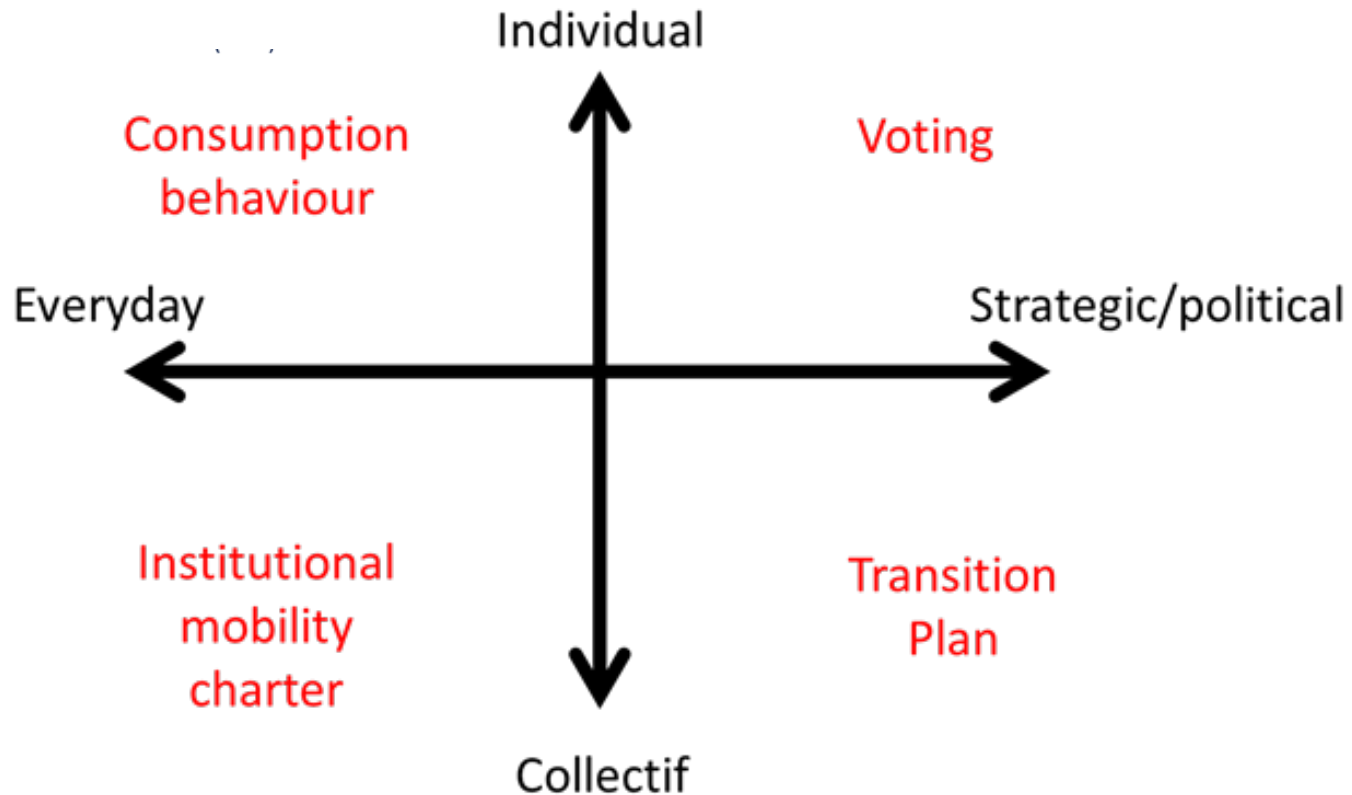 Individual
Consumption
behaviour
Voting
Everyday
Strategic/political
Institutional
mobility
charter
Transition
Plan
Collectif